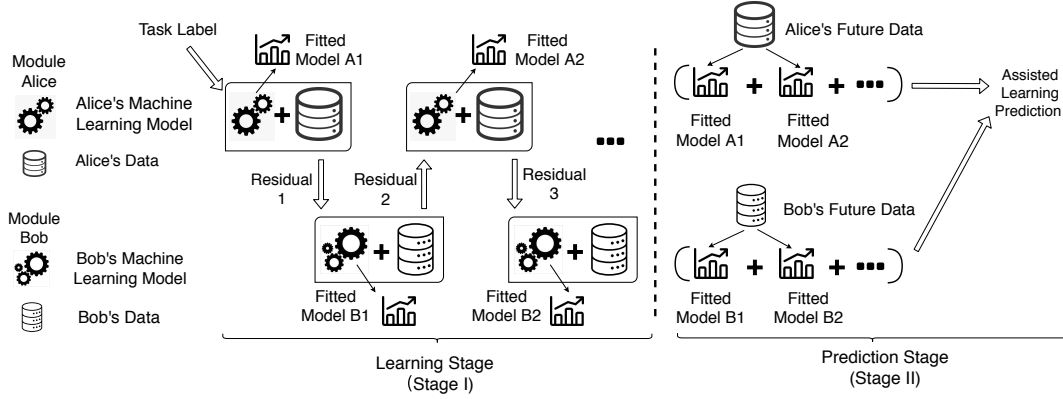 Module
Alice
Alice's Machine
Learning Model
Alice's Data
Module
Bob
Bob's Machine
Learning Model
Bob's Data
Task Label
Fitted
Model A1
+
Fitted
Model A2
+
Residual
1
Residual
2
Residual
3
+
Fitted
Model B1
+
Fitted
Model B2
Learning Stage
(Stage I)
Alice's Future Data
( + + )
Fitted
Model A1
Fitted
Model A2
Assisted
Learning
Prediction
Bob's Future Data
( + + )
Fitted
Model B1
Fitted
Model B2
Prediction Stage
(Stage II)